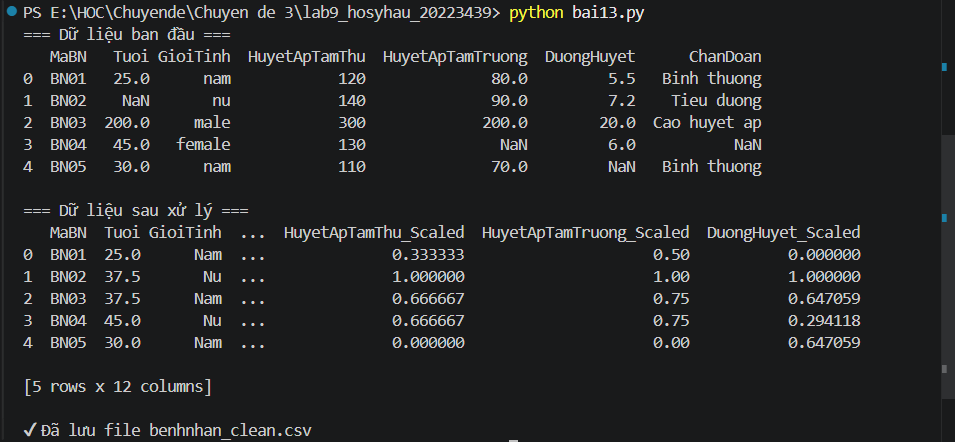 PS E:\HOC\Chuyende\Chuyen de 3\lab9_hosyhau_20223439> python bai13.py
=== Dữ liệu ban đầu ===
MaBN Tuoi GioiTinh HuyetApTamThu HuyetApTamTruong DuongHuyet ChanDoan
0 BN01 25.0 nam 120 80.0 5.5 Binh thuong
1 BN02 NaN nu 140 90.0 7.2 Tieu duong
2 BN03 200.0 male 300 200.0 20.0 Cao huyet ap
3 BN04 45.0 female 130 NaN 6.0 NaN
4 BN05 30.0 nam 110 70.0 NaN Binh thuong
=== Dữ liệu sau xử lý ===
MaBN Tuoi GioiTinh ... HuyetApTamThu_Scaled HuyetApTamTruong_Scaled DuongHuyet_Scaled
0 BN01 25.0 Nam ... 0.333333 0.50 0.000000
1 BN02 37.5 Nu ... 1.000000 1.00 1.000000
2 BN03 37.5 Nam ... 0.666667 0.75 0.647059
3 BN04 45.0 Nu ... 0.666667 0.75 0.294118
4 BN05 30.0 Nam ... 0.000000 0.00 0.647059
[5 rows x 12 columns]
✓ Đã lưu file benhnhan_clean.csv